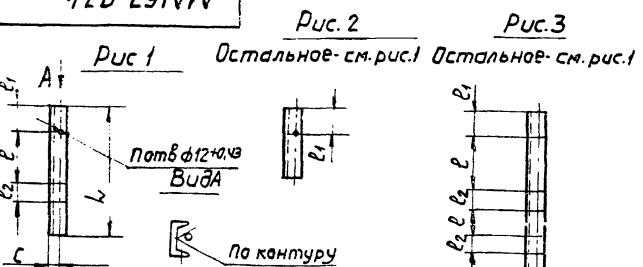 Рис. 2
Рис. 3
Рис 1
Остальное- см. рис.1
Остальное- см. рис.1
А
ℓ1
ℓ
ℓ2
L
с
n отв ф12+0,43
Вид А
По контуру
ℓ1
ℓ1
ℓ
ℓ2
ℓ
ℓ2